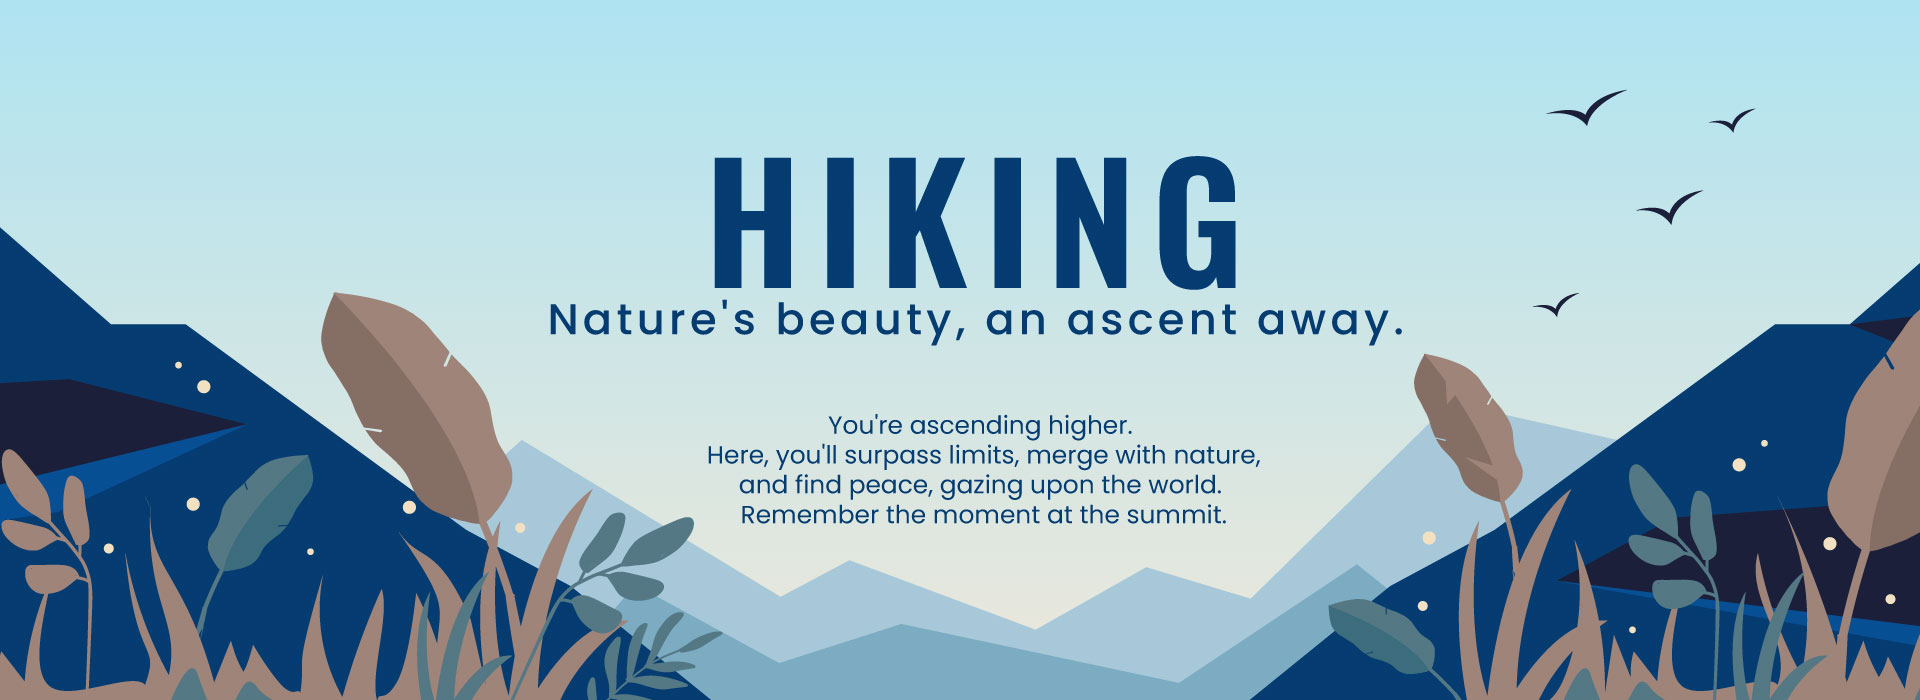 HIKING
Nature's beauty, an ascent away.
You're ascending higher.
Here, you'll surpass limits, merge with nature,
and find peace, gazing upon the world.
Remember the moment at the summit.